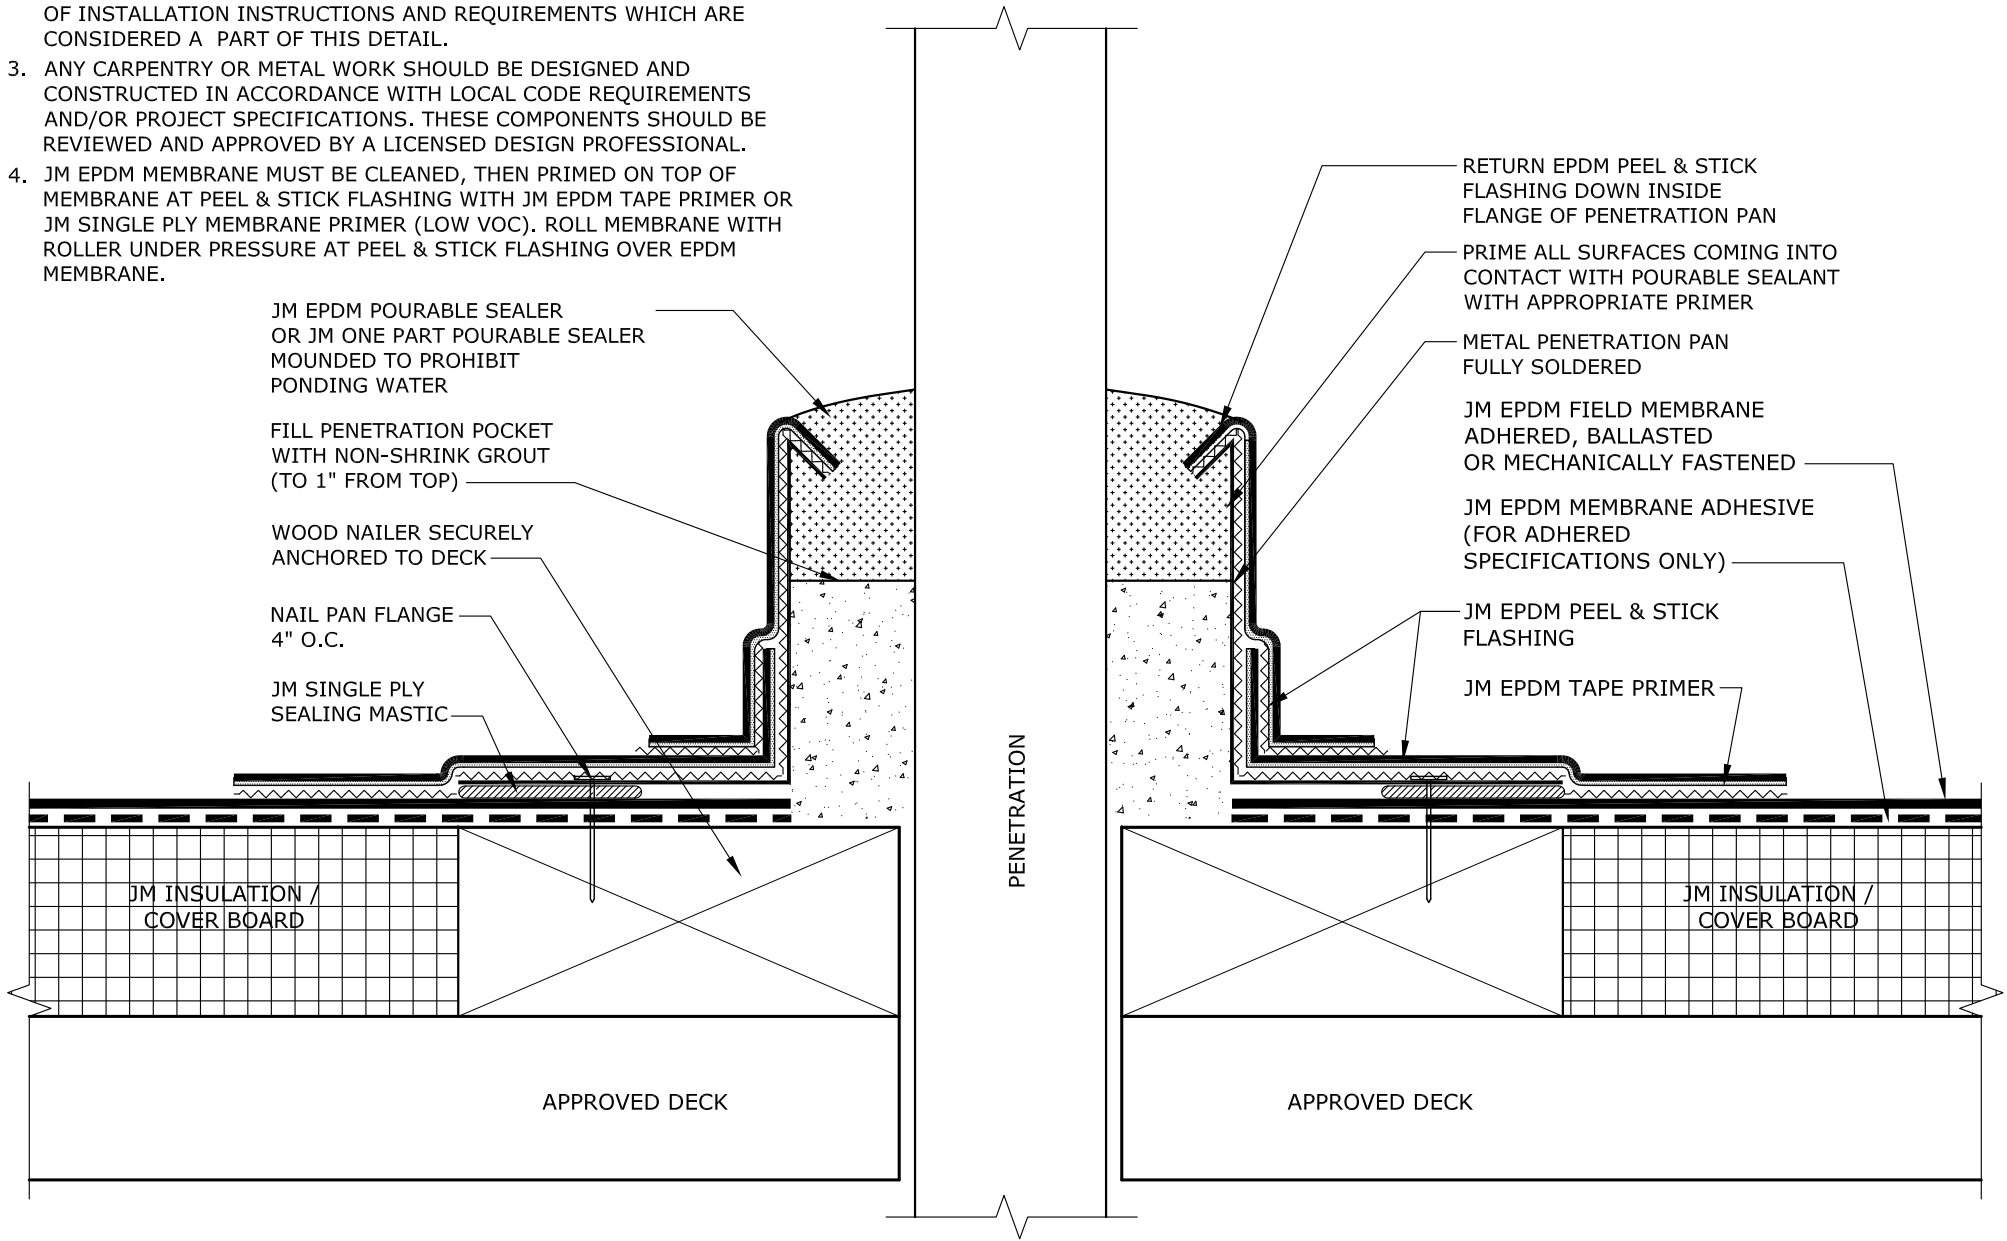 OF INSTALLATION INSTRUCTIONS AND REQUIREMENTS WHICH ARE
CONSIDERED A PART OF THIS DETAIL.
3. ANY CARPENTRY OR METAL WORK SHOULD BE DESIGNED AND
CONSTRUCTED IN ACCORDANCE WITH LOCAL CODE REQUIREMENTS
AND/OR PROJECT SPECIFICATIONS. THESE COMPONENTS SHOULD BE
REVIEWED AND APPROVED BY A LICENSED DESIGN PROFESSIONAL.
4. JM EPDM MEMBRANE MUST BE CLEANED, THEN PRIMED ON TOP OF
MEMBRANE AT PEEL & STICK FLASHING WITH JM EPDM TAPE PRIMER OR
JM SINGLE PLY MEMBRANE PRIMER (LOW VOC). ROLL MEMBRANE WITH
ROLLER UNDER PRESSURE AT PEEL & STICK FLASHING OVER EPDM
MEMBRANE.
JM EPDM POURABLE SEALER
OR JM ONE PART POURABLE SEALER
MOUNDED TO PROHIBIT
PONDING WATER
FILL PENETRATION POCKET
WITH NON-SHRINK GROUT
(TO 1" FROM TOP)
WOOD NAILER SECURELY
ANCHORED TO DECK
NAIL PAN FLANGE
4" O.C.
JM SINGLE PLY
SEALING MASTIC
RETURN EPDM PEEL & STICK
FLASHING DOWN INSIDE
FLANGE OF PENETRATION PAN
PRIME ALL SURFACES COMING INTO
CONTACT WITH POURABLE SEALANT
WITH APPROPRIATE PRIMER
METAL PENETRATION PAN
FULLY SOLDERED
JM EPDM FIELD MEMBRANE
ADHERED, BALLASTED
OR MECHANICALLY FASTENED
JM EPDM MEMBRANE ADHESIVE
(FOR ADHERED
SPECIFICATIONS ONLY)
JM EPDM PEEL & STICK
FLASHING
JM EPDM TAPE PRIMER
PENETRATION
JM INSULATION /
COVER BOARD
JM INSULATION /
COVER BOARD
APPROVED DECK
APPROVED DECK